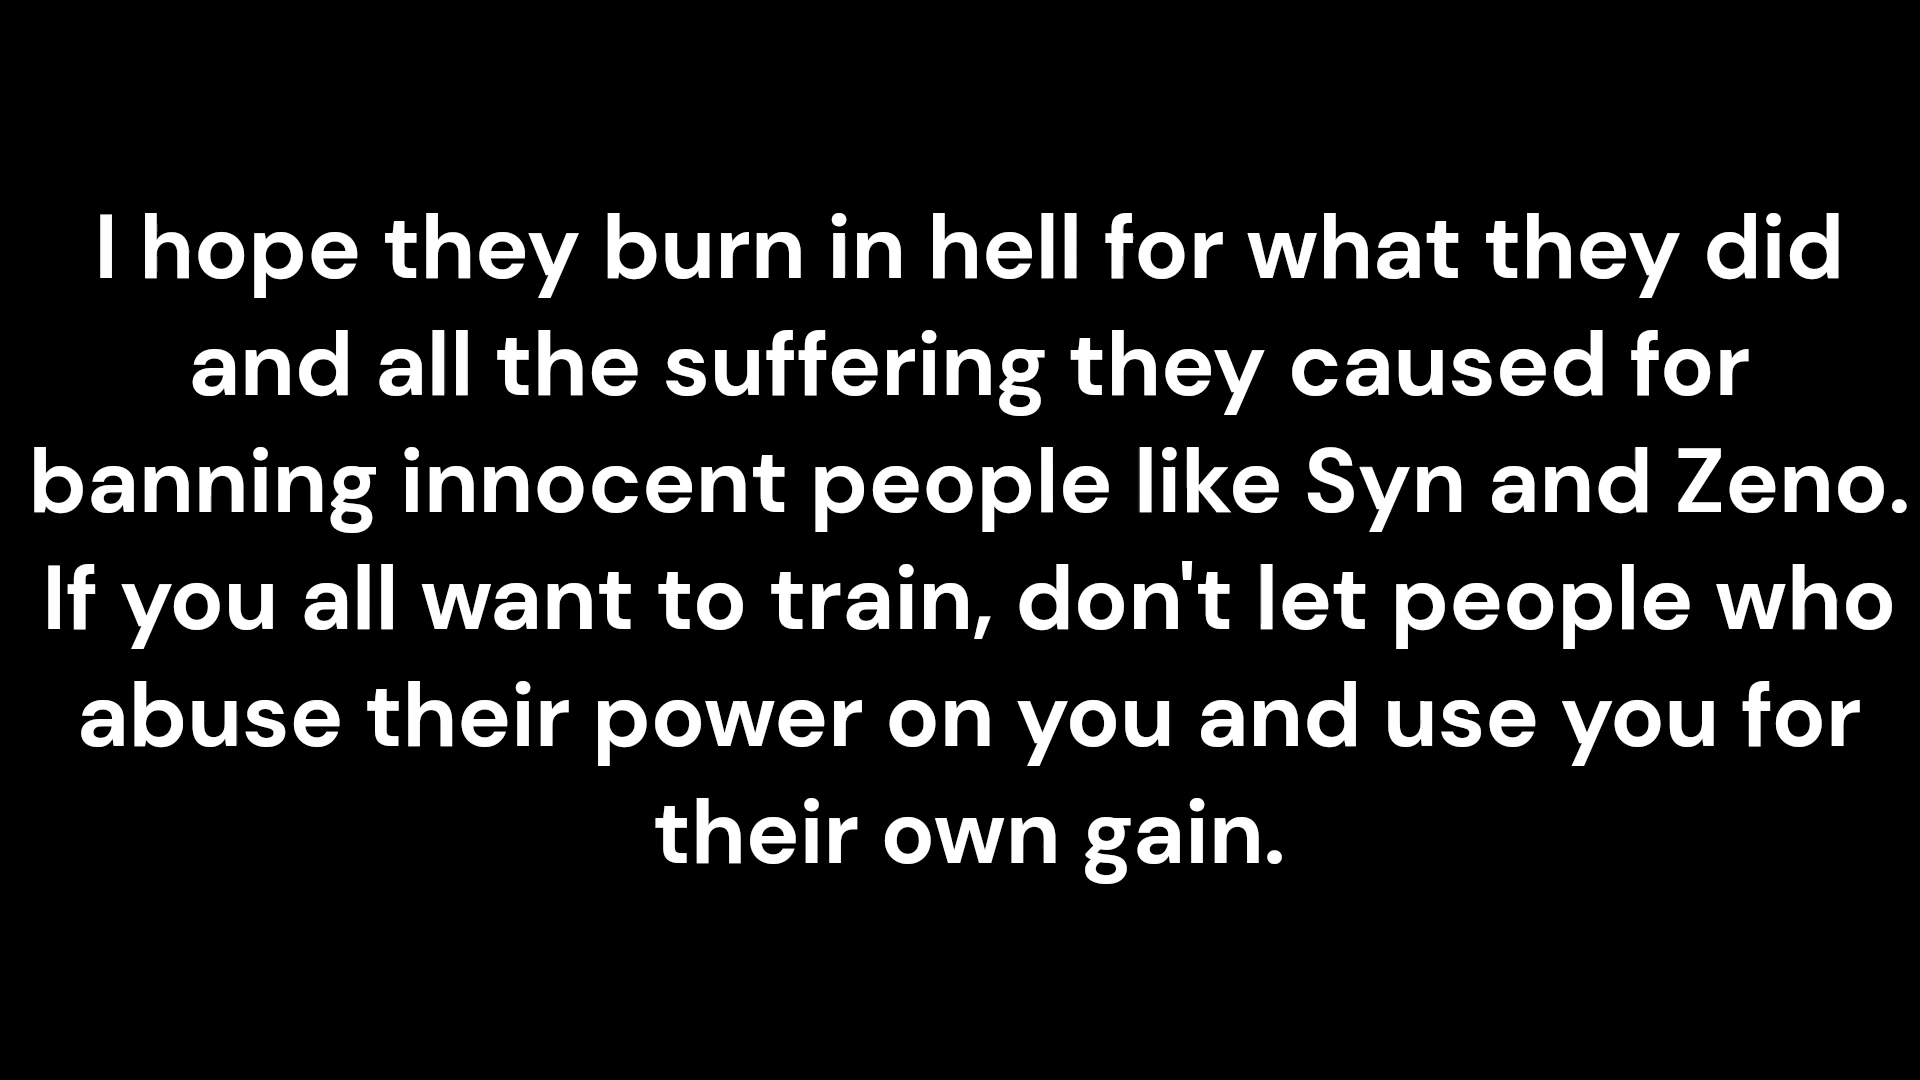 I hope they burn in hell for what they did
and all the suffering they caused for
banning innocent people like Syn and Zeno.
If you all want to train, don't let people who
abuse their power on you and use you for
their own gain.